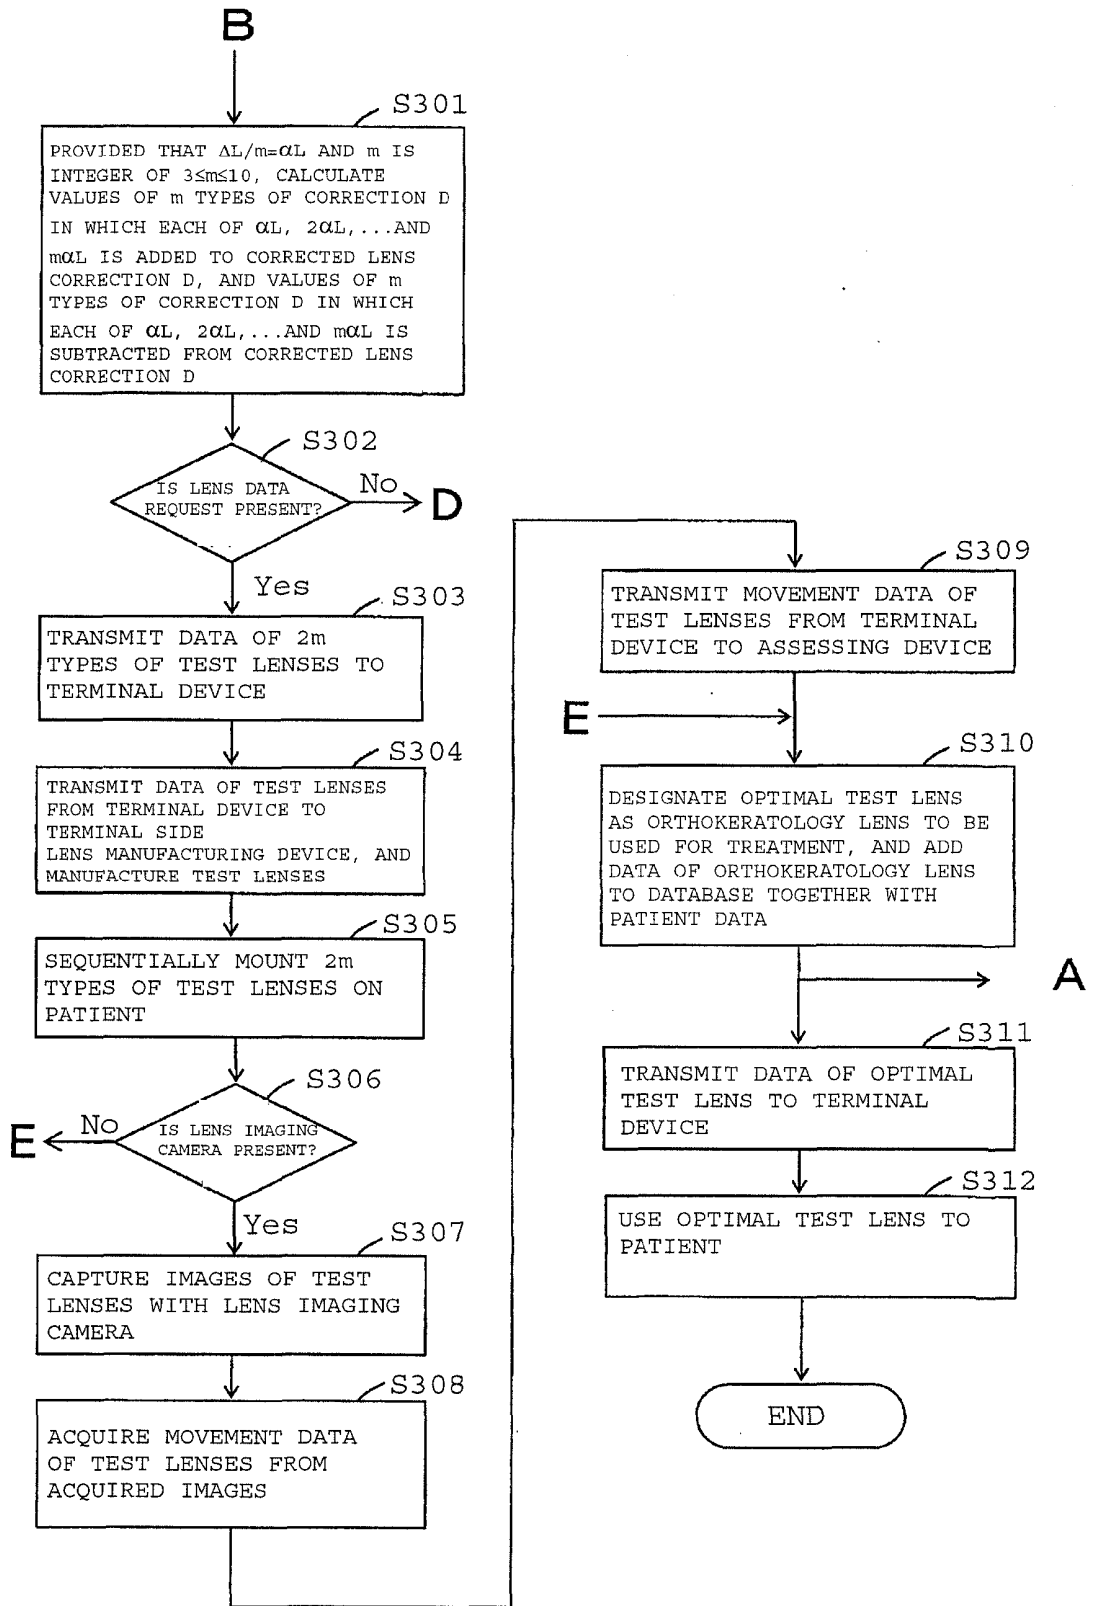 B
S301
PROVIDED THAT ΔL/m=αL AND m IS
INTEGER OF 3≤m≤10, CALCULATE
VALUES OF m TYPES OF CORRECTION D
IN WHICH EACH OF αL, 2αL,...AND
mαL IS ADDED TO CORRECTED LENS
CORRECTION D, AND VALUES OF m
TYPES OF CORRECTION D IN WHICH
EACH OF αL, 2αL,...AND mαL IS
SUBTRACTED FROM CORRECTED LENS
CORRECTION D
S302
IS LENS DATA
REQUEST PRESENT?
No
D
Yes
S303
TRANSMIT DATA OF 2m
TYPES OF TEST LENSES TO
TERMINAL DEVICE
S304
TRANSMIT DATA OF TEST LENSES
FROM TERMINAL DEVICE TO
TERMINAL SIDE
LENS MANUFACTURING DEVICE, AND
MANUFACTURE TEST LENSES
S305
SEQUENTIALLY MOUNT 2m
TYPES OF TEST LENSES ON
PATIENT
S306
IS LENS IMAGING
CAMERA PRESENT?
No
E
Yes
S307
CAPTURE IMAGES OF TEST
LENSES WITH LENS IMAGING
CAMERA
S308
ACQUIRE MOVEMENT DATA
OF TEST LENSES FROM
ACQUIRED IMAGES
S309
TRANSMIT MOVEMENT DATA OF
TEST LENSES FROM TERMINAL
DEVICE TO ASSESSING DEVICE
E
S310
DESIGNATE OPTIMAL TEST LENS
AS ORTHOKERATOLOGY LENS TO BE
USED FOR TREATMENT, AND ADD
DATA OF ORTHOKERATOLOGY LENS
TO DATABASE TOGETHER WITH
PATIENT DATA
A
S311
TRANSMIT DATA OF OPTIMAL
TEST LENS TO TERMINAL
DEVICE
S312
USE OPTIMAL TEST LENS TO
PATIENT
END